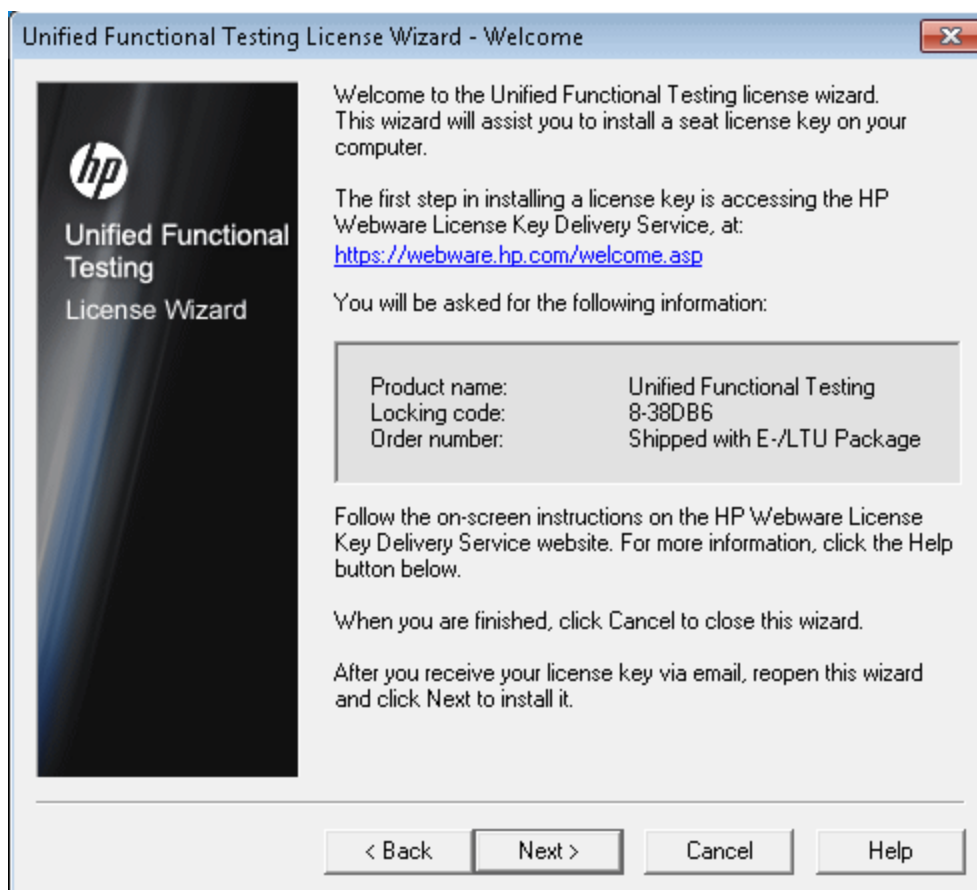 Unified Functional Testing License Wizard - Welcome
hp
Unified Functional
Testing
License Wizard
Welcome to the Unified Functional Testing license wizard.
This wizard will assist you to install a seat license key on your
computer.
The first step in installing a license key is accessing the HP
Webware License Key Delivery Service, at:
https://webware.hp.com/welcome.asp
You will be asked for the following information:
Product name: Unified Functional Testing
Locking code: 8-38DB6
Order number: Shipped with E-/LTU Package
Follow the on-screen instructions on the HP Webware License
Key Delivery Service website. For more information, click the Help
button below.
When you are finished, click Cancel to close this wizard.
After you receive your license key via email, reopen this wizard
and click Next to install it.
< Back Next > Cancel Help